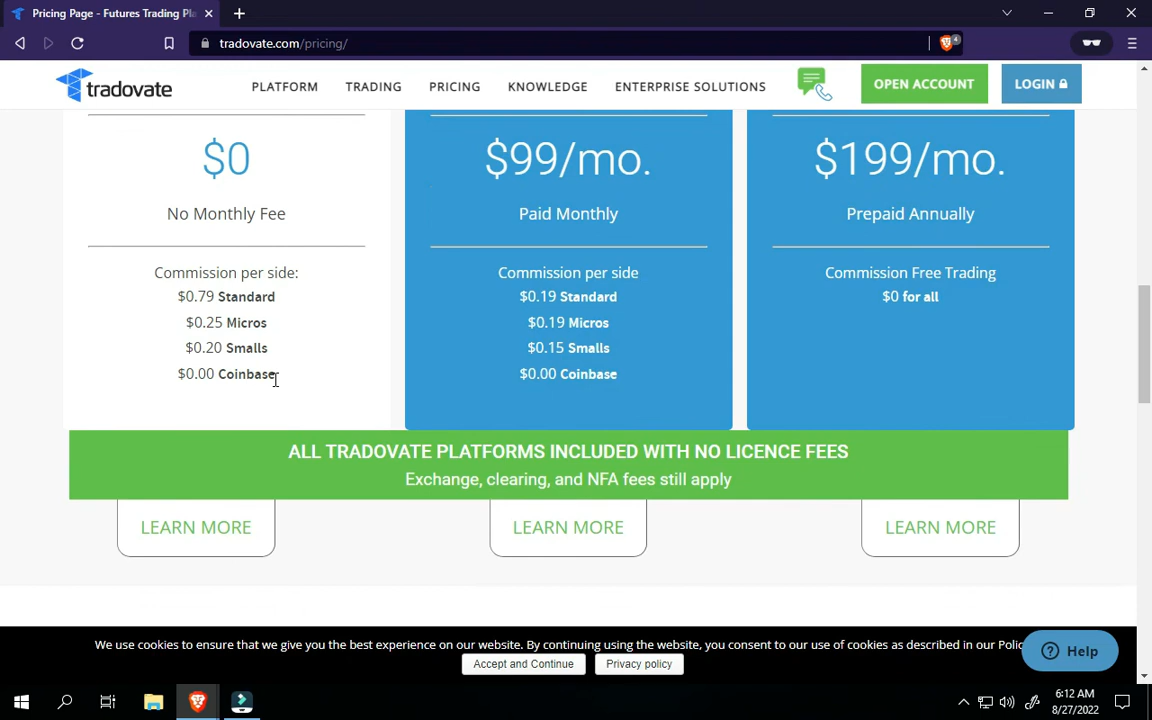 Pricing Page - Futures Trading Pl
tradovate.com/pricing/
4
tradovate
PLATFORM
TRADING
PRICING
KNOWLEDGE
ENTERPRISE SOLUTIONS
OPEN ACCOUNT
LOGIN
$0
No Monthly Fee
Commission per side:
$0.79 Standard
$0.25 Micros
$0.20 Smalls
$0.00 Coinbase
$99/mo.
Paid Monthly
Commission per side
$0.19 Standard
$0.19 Micros
$0.15 Smalls
$0.00 Coinbase
$199/mo.
Prepaid Annually
Commission Free Trading
$0 for all
ALL TRADOVATE PLATFORMS INCLUDED WITH NO LICENCE FEES
Exchange, clearing, and NFA fees still apply
LEARN MORE
LEARN MORE
LEARN MORE
We use cookies to ensure that we give you the best experience on our website. By continuing using the website, you consent to our use of cookies as described in our Polic
Accept and Continue
Privacy policy
Help
6:12 AM
8/27/2022